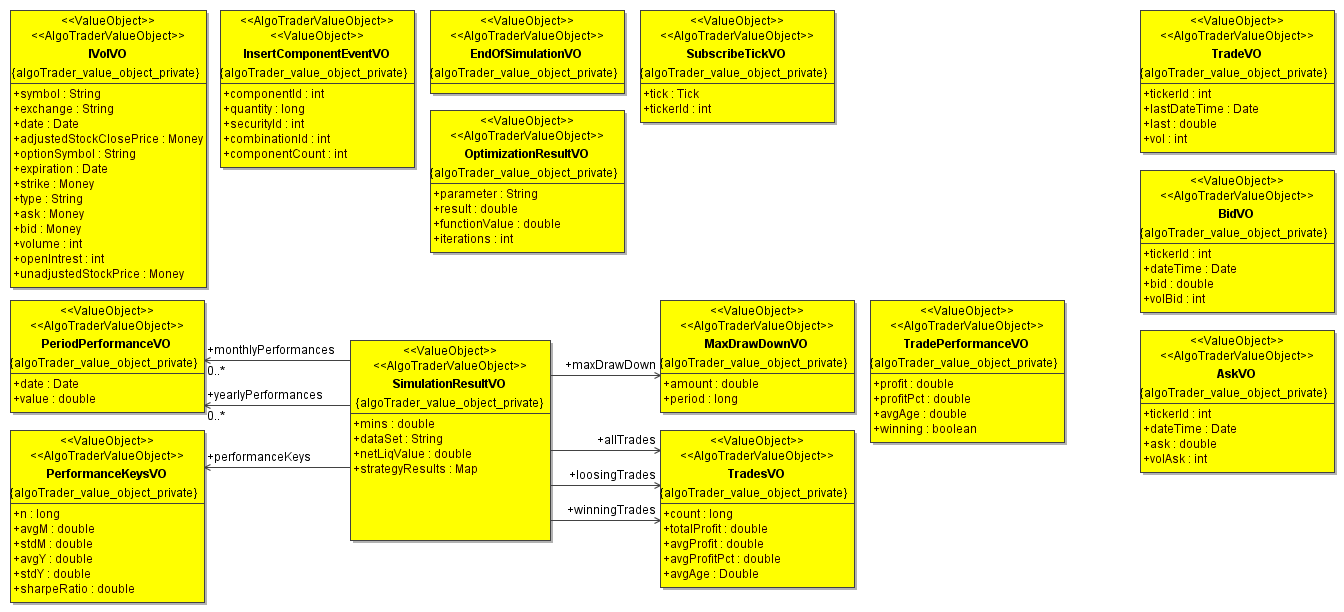 <<ValueObject>>
<<AlgoTraderValueObject>>
IVolVO
{algoTrader_value_object_private}
+symbol : String
+exchange : String
+date : Date
+adjustedStockClosePrice : Money
+optionSymbol : String
+expiration : Date
+strike : Money
+type : String
+ask : Money
+bid : Money
+volume : int
+openIntrest : int
+unadjustedStockPrice : Money
<<AlgoTraderValueObject>>
<<ValueObject>>
InsertComponentEventVO
{algoTrader_value_object_private}
+componentId : int
+quantity : long
+securityId : int
+combinationId : int
+componentCount : int
<<ValueObject>>
<<AlgoTraderValueObject>>
EndOfSimulationVO
{algoTrader_value_object_private}
<<ValueObject>>
<<AlgoTraderValueObject>>
OptimizationResultVO
{algoTrader_value_object_private}
+parameter : String
+result : double
+functionValue : double
+iterations : int
<<ValueObject>>
<<AlgoTraderValueObject>>
SubscribeTickVO
{algoTrader_value_object_private}
+tick : Tick
+tickerId : int
<<ValueObject>>
<<AlgoTraderValueObject>>
TradeVO
{algoTrader_value_object_private}
+tickerId : int
+lastDateTime : Date
+last : double
+vol : int
<<ValueObject>>
<<AlgoTraderValueObject>>
BidVO
{algoTrader_value_object_private}
+tickerId : int
+dateTime : Date
+bid : double
+volBid : int
<<ValueObject>>
<<AlgoTraderValueObject>>
PeriodPerformanceVO
{algoTrader_value_object_private}
+date : Date
+value : double
+monthlyPerformances
0..*
+yearlyPerformances
0..*
+performanceKeys
<<ValueObject>>
<<AlgoTraderValueObject>>
SimulationResultVO
{algoTrader_value_object_private}
+mins : double
+dataSet : String
+netLiqValue : double
+strategyResults : Map
+maxDrawDown
+allTrades
+loosingTrades
+winningTrades
<<ValueObject>>
<<AlgoTraderValueObject>>
MaxDrawDownVO
{algoTrader_value_object_private}
+amount : double
+period : long
<<ValueObject>>
<<AlgoTraderValueObject>>
TradePerformanceVO
{algoTrader_value_object_private}
+profit : double
+profitPct : double
+avgAge : double
+winning : boolean
<<ValueObject>>
<<AlgoTraderValueObject>>
AskVO
{algoTrader_value_object_private}
+tickerId : int
+dateTime : Date
+ask : double
+volAsk : int
<<ValueObject>>
<<AlgoTraderValueObject>>
PerformanceKeysVO
{algoTrader_value_object_private}
+n : long
+avgM : double
+stdM : double
+avgY : double
+stdY : double
+sharpeRatio : double
<<ValueObject>>
<<AlgoTraderValueObject>>
TradesVO
{algoTrader_value_object_private}
+count : long
+totalProfit : double
+avgProfit : double
+avgProfitPct : double
+avgAge : Double